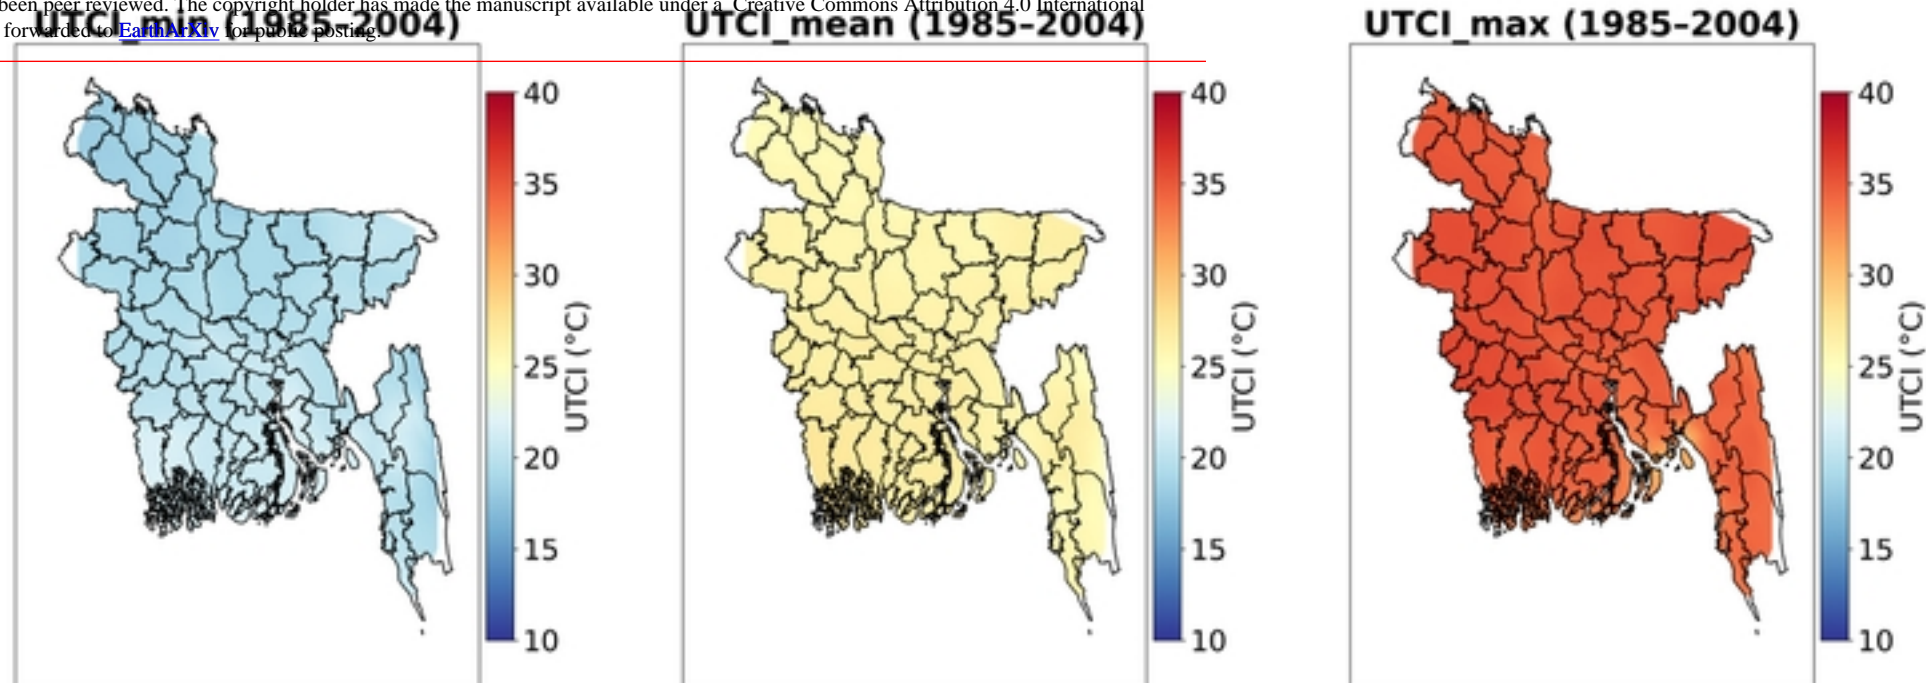 been peer reviewed. The copyright holder has made the manuscript available under a Creative Commons Attribution 4.0 International
forwarded to EarthArXiv for public posting.
UTCI_min (1985–2004)
UTCI_mean (1985–2004)
UTCI_max (1985–2004)
40
35
30
25
20
15
10
UTCI (°C)
40
35
30
25
20
15
10
UTCI (°C)
40
35
30
25
20
15
10
UTCI (°C)